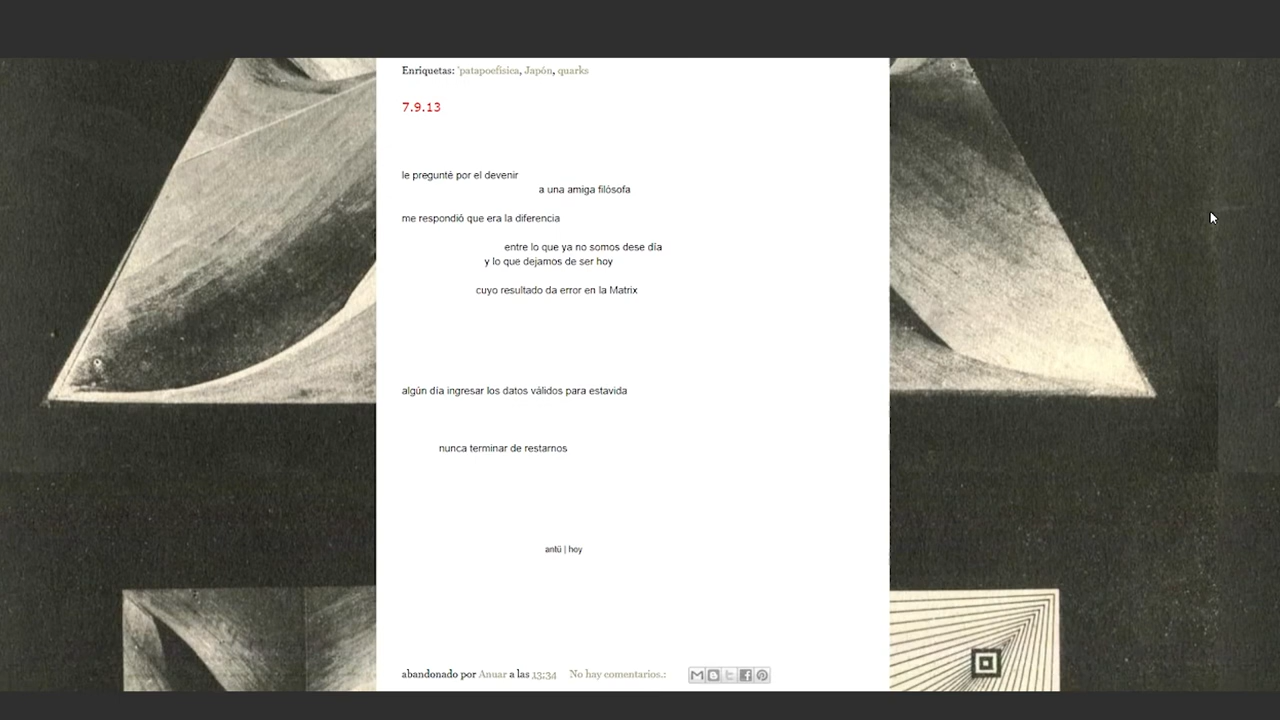 Enriquetas: 'patapoefísica, Japón, quarks
7.9.13
le pregunté por el devenir
a una amiga filósofa
me respondió que era la diferencia
entre lo que ya no somos dese día
y lo que dejamos de ser hoy
cuyo resultado da error en la Matrix
algún día ingresar los datos válidos para estavida
nunca terminar de restarnos
antü | hoy
abandonado por Anuar a las 13:34 No hay comentarios.: